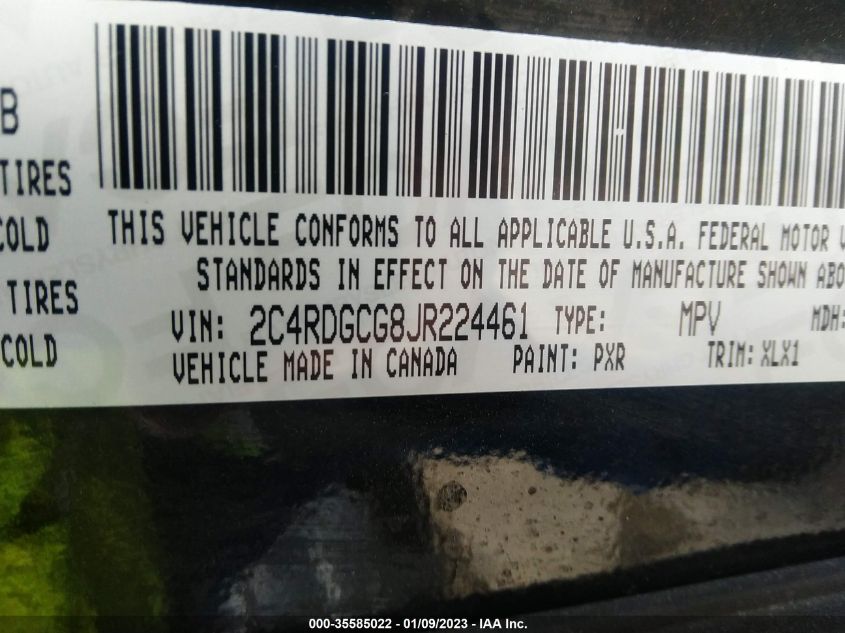 B
TIRES
COLD
THIS VEHICLE CONFORMS TO ALL APPLICABLE U.S.A. FEDERAL MOTOR V
STANDARDS IN EFFECT ON THE DATE OF MANUFACTURE SHOWN ABO
TIRES
VIN: 2C4RDGCG8JR224461 TYPE: MPV MDH:
COLD
VEHICLE MADE IN CANADA PAINT: PXR TRIM: XLX1
000-35585022 - 01/09/2023 - IAA Inc.